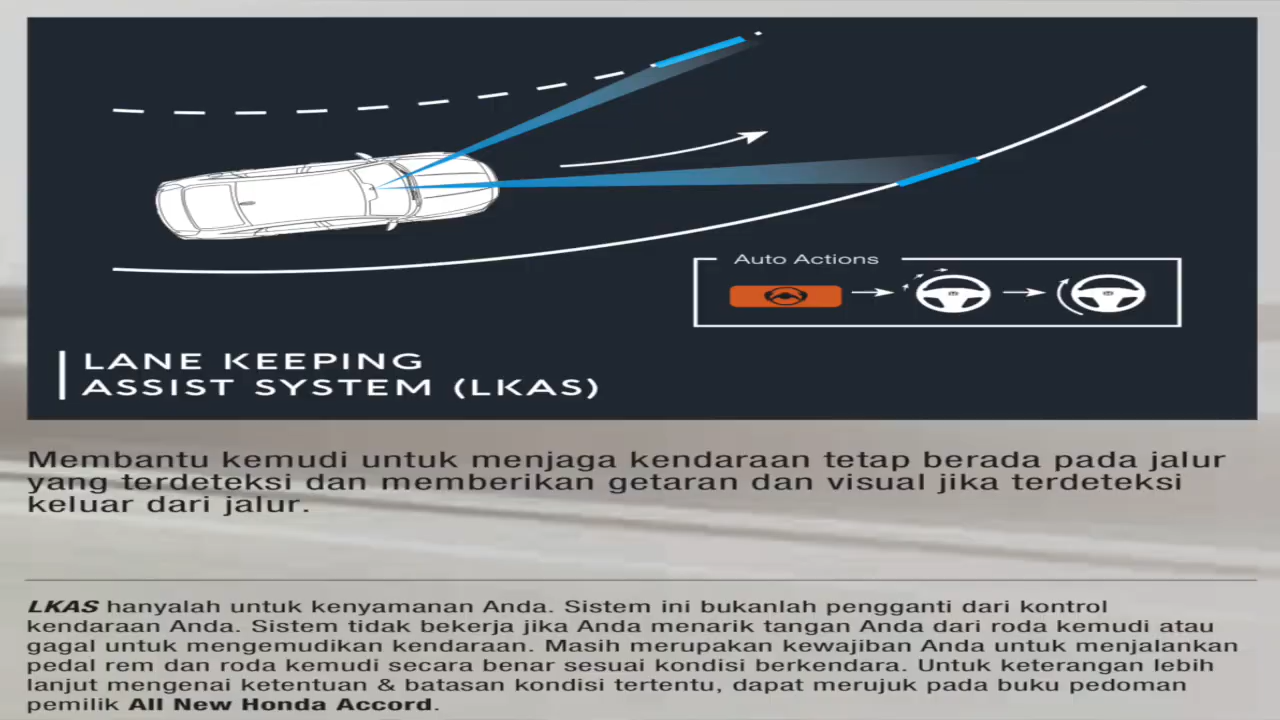 Auto Actions
LANE KEEPING
ASSIST SYSTEM (LKAS)
Membantu kemudi untuk menjaga kendaraan tetap berada pada jalur
yang terdeteksi dan memberikan getaran dan visual jika terdeteksi
keluar dari jalur.
LKAS hanyalah untuk kenyamanan Anda. Sistem ini bukanlah pengganti dari kontrol
kendaraan Anda. Sistem tidak bekerja jika Anda menarik tangan Anda dari roda kemudi atau
gagal untuk mengemudikan kendaraan. Masih merupakan kewajiban Anda untuk menjalankan
pedal rem dan roda kemudi secara benar sesuai kondisi berkendara. Untuk keterangan lebih
lanjut mengenai ketentuan & batasan kondisi tertentu, dapat merujuk pada buku pedoman
pemilik All New Honda Accord.